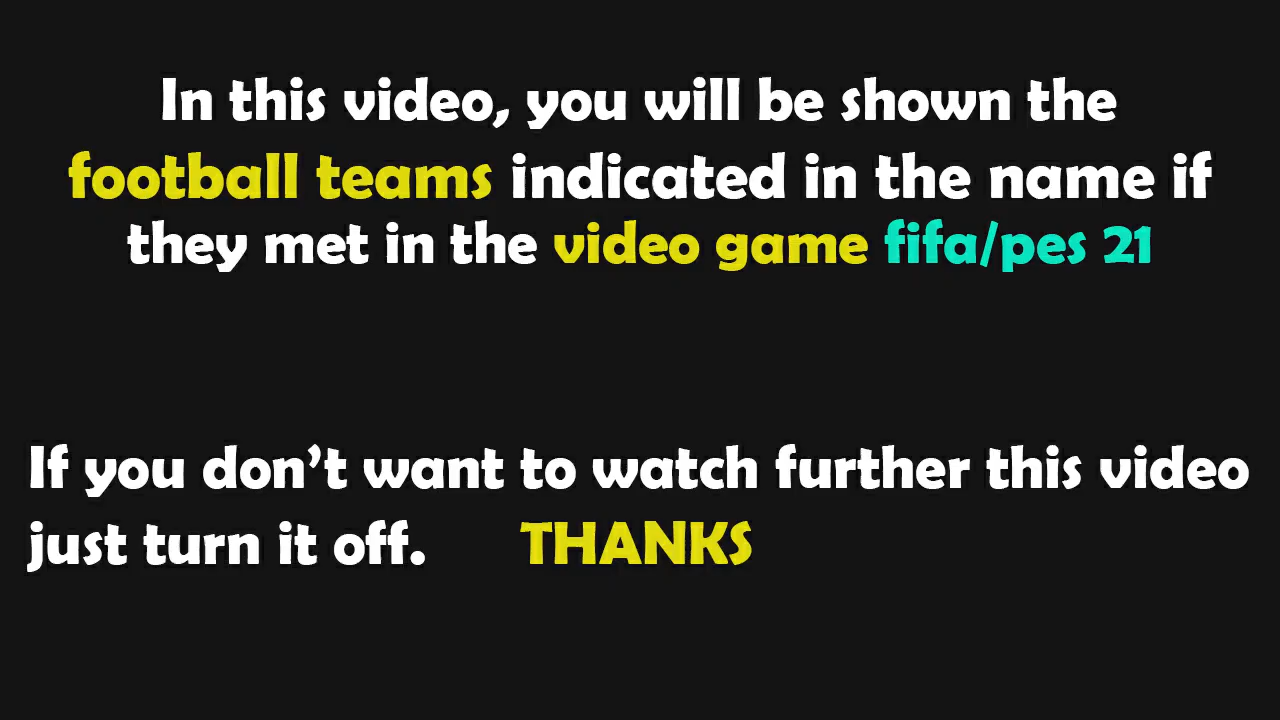 In this video, you will be shown the
football teams indicated in the name if
they met in the video game fifa/pes 21
If you don’t want to watch further this video
just turn it off. THANKS